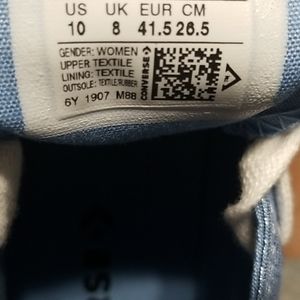 US UK EUR CM
10 8 41.5 26.5
GENDER: WOMEN
UPPER: TEXTILE
LINING: TEXTILE
OUTSOLE: TEXTILE/RUBBER
6Y 1907 M88
CONVERSE